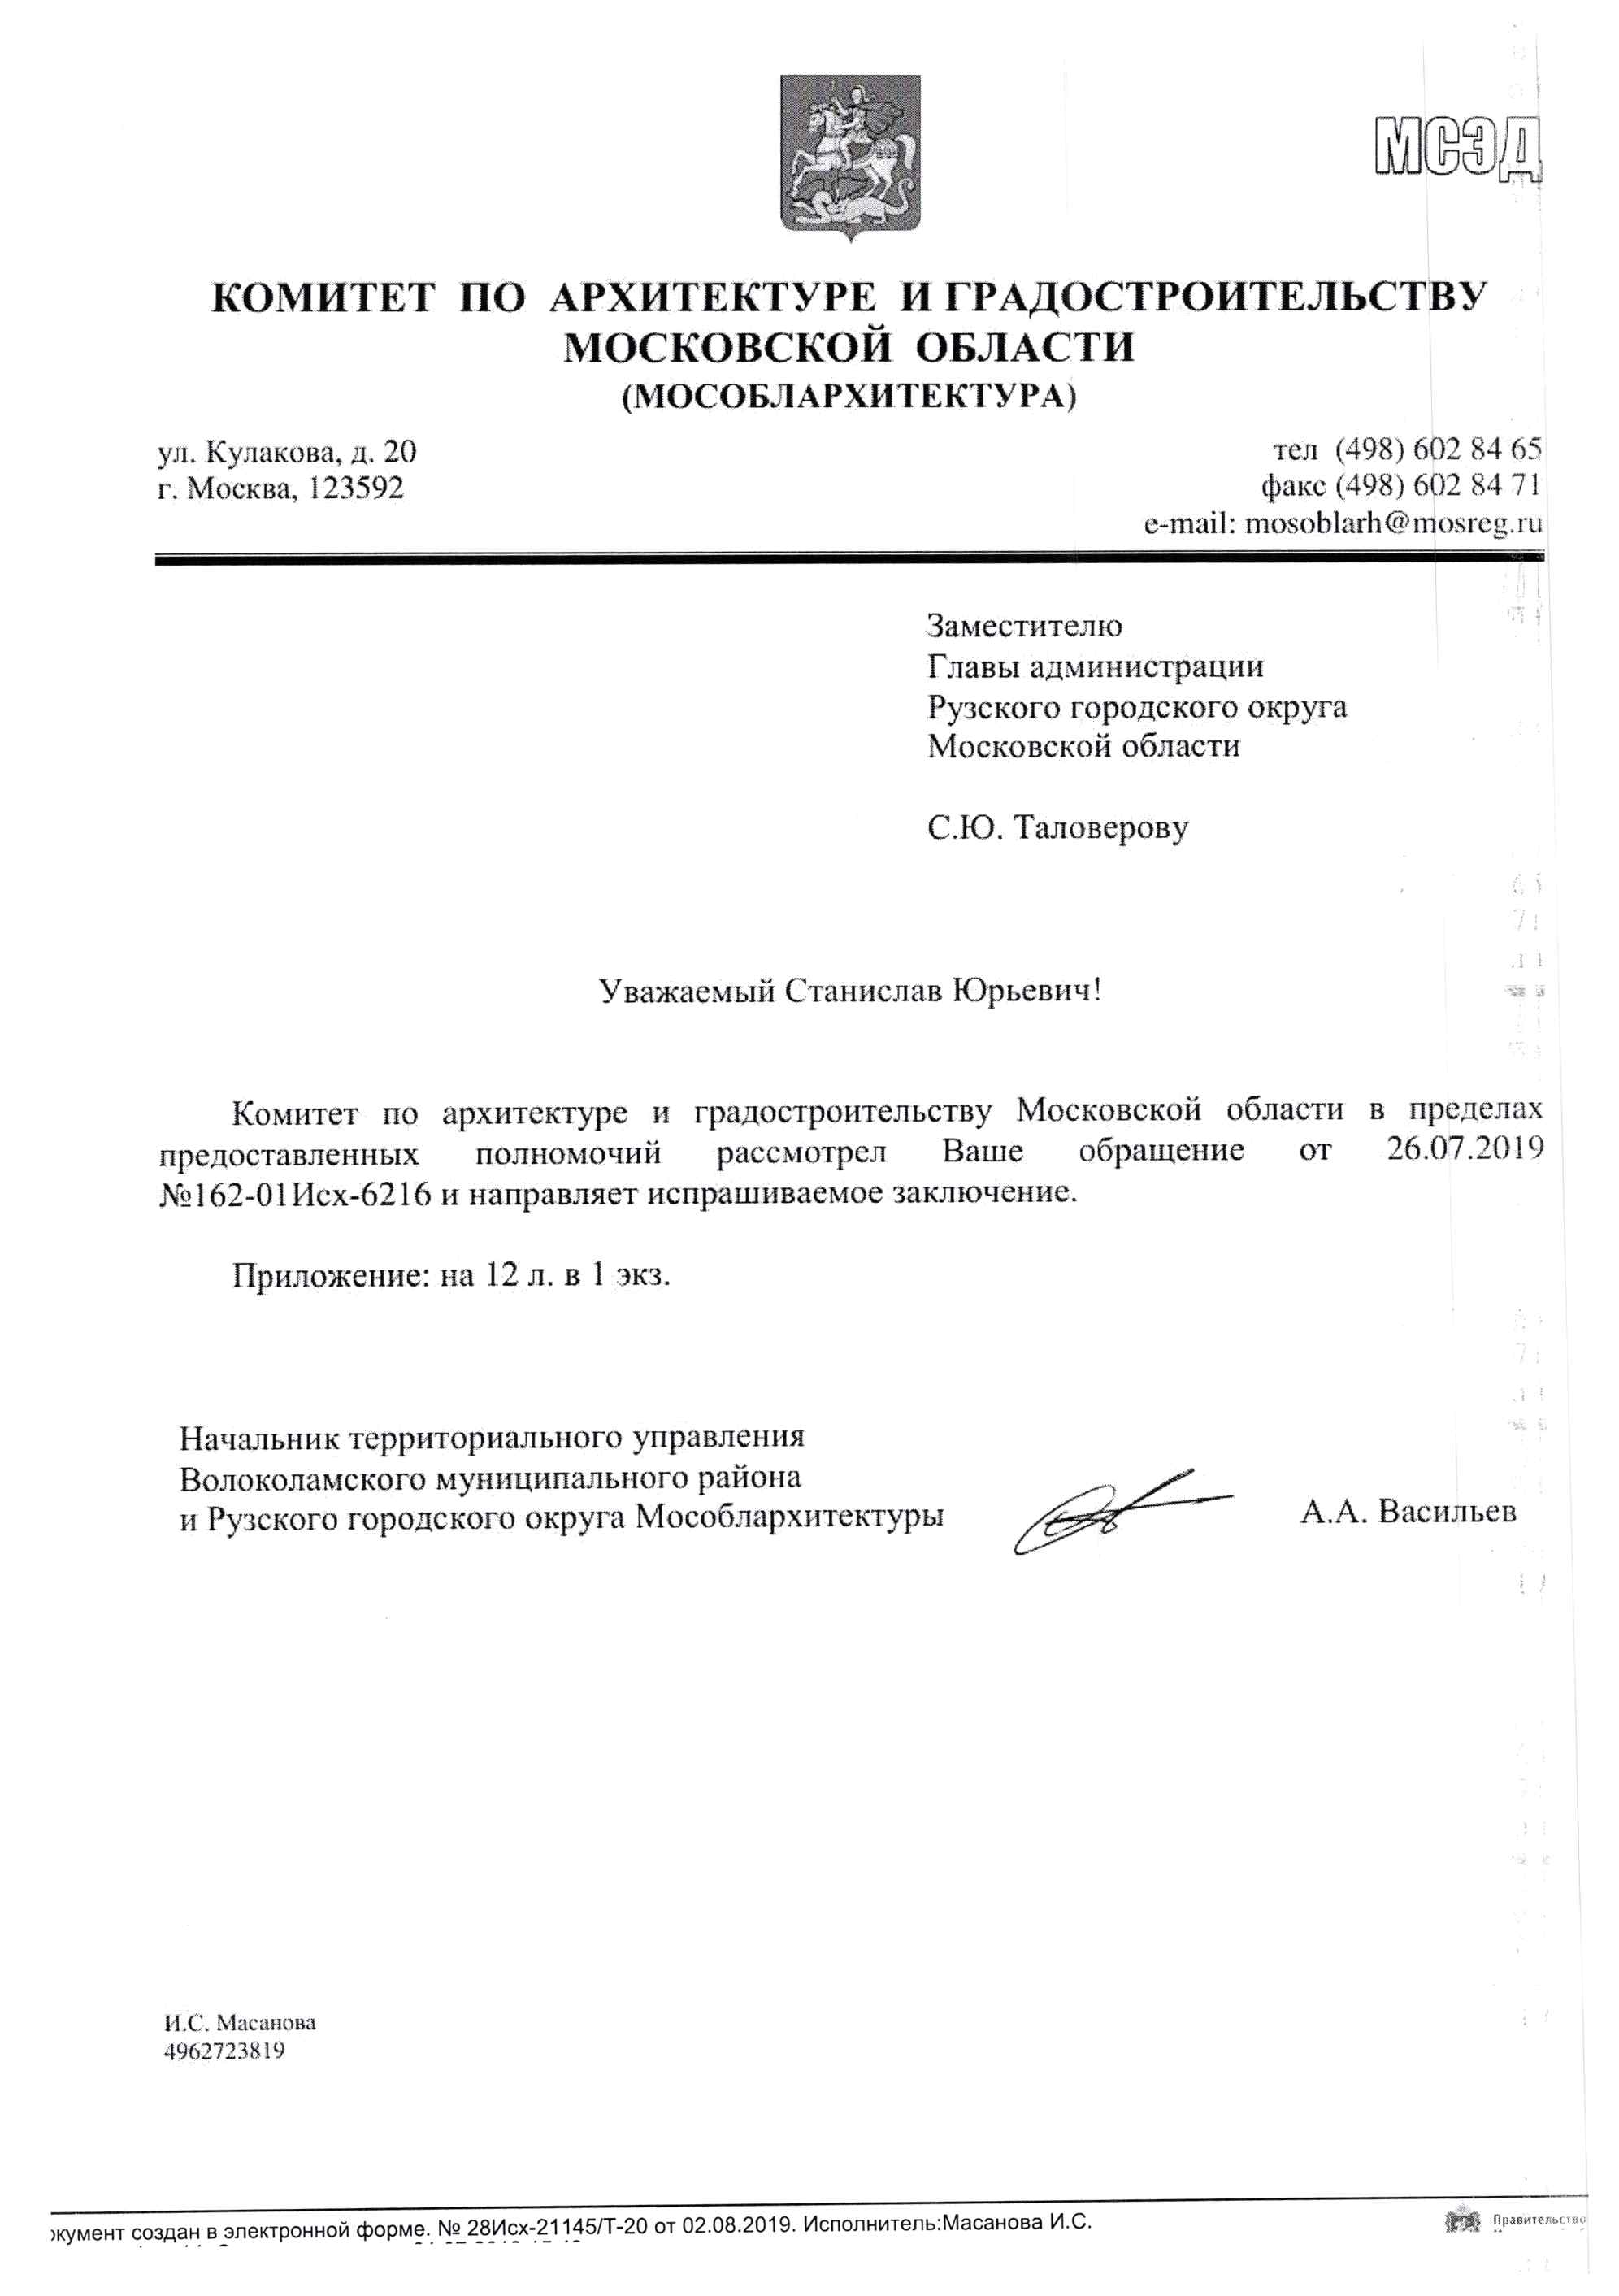 МСЭД
КОМИТЕТ ПО АРХИТЕКТУРЕ И ГРАДОСТРОИТЕЛЬСТВУ
МОСКОВСКОЙ ОБЛАСТИ
(МОСОБЛАРХИТЕКТУРА)
ул. Кулакова, д. 20
г. Москва, 123592
тел (498) 602 84 65
факс (498) 602 84 71
e-mail: mosoblarh@mosreg.ru
Заместителю
Главы администрации
Рузского городского округа
Московской области
С.Ю. Таловерову
Уважаемый Станислав Юрьевич!
Комитет по архитектуре и градостроительству Московской области в пределах
предоставленных полномочий рассмотрел Ваше обращение от 26.07.2019
№162-01Исх-6216 и направляет испрашиваемое заключение.
Приложение: на 12 л. в 1 экз.
Начальник территориального управления
Волоколамского муниципального района
и Рузского городского округа Мособлархитектуры
А.А. Васильев
И.С. Масанова
4962723819
окумент создан в электронной форме. № 28Исх-21145/Т-20 от 02.08.2019. Исполнитель:Масанова И.С.
Правительство